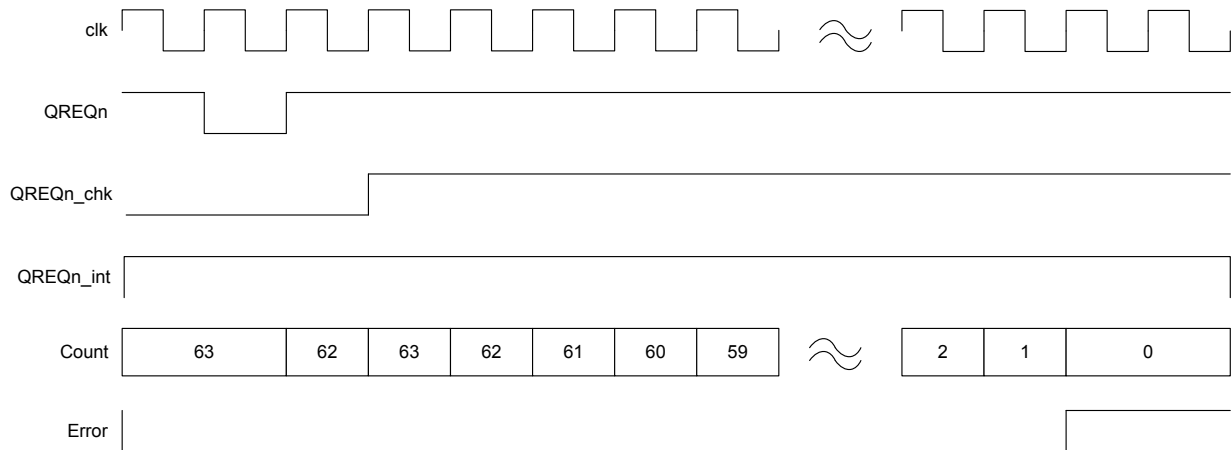 clk
QREQn
QREQn_chk
QREQn_int
Count 63 62 63 62 61 60 59 2 1 0
Error